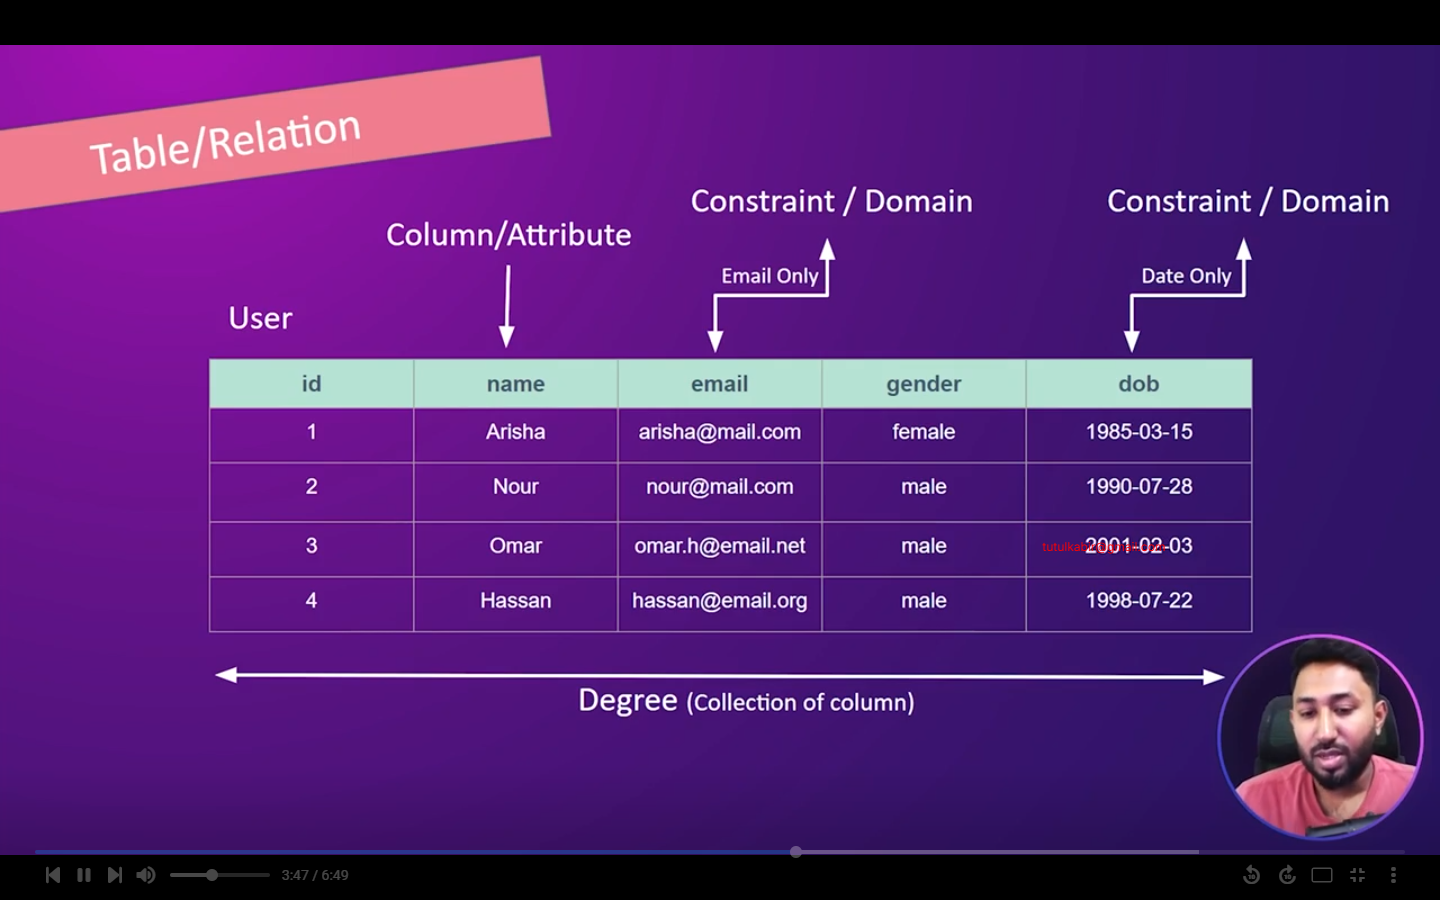 Table/Relation
Constraint / Domain
Constraint / Domain
Column/Attribute
Email Only
Date Only
User
id name email gender dob
1 Arisha arisha@mail.com female 1985-03-15
2 Nour nour@mail.com male 1990-07-28
3 Omar omar.h@email.net male 2001-02-03
4 Hassan hassan@email.org male 1998-07-22
Degree (Collection of column)
3:47 / 6:49